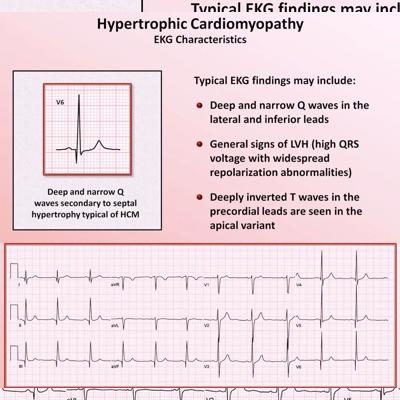 Typical EKG findings may incl
Hypertrophic Cardiomyopathy
EKG Characteristics
Typical EKG findings may include:
V6
Deep and narrow Q waves in the
lateral and inferior leads
General signs of LVH (high QRS
voltage with widespread
repolarization abnormalities)
Deeply inverted T waves in the
precordial leads are seen in the
apical variant
Deep and narrow Q
waves secondary to septal
hypertrophy typical of HCM
I aVR V1 V4
II aVL V2 V5
III aVF V3 V6